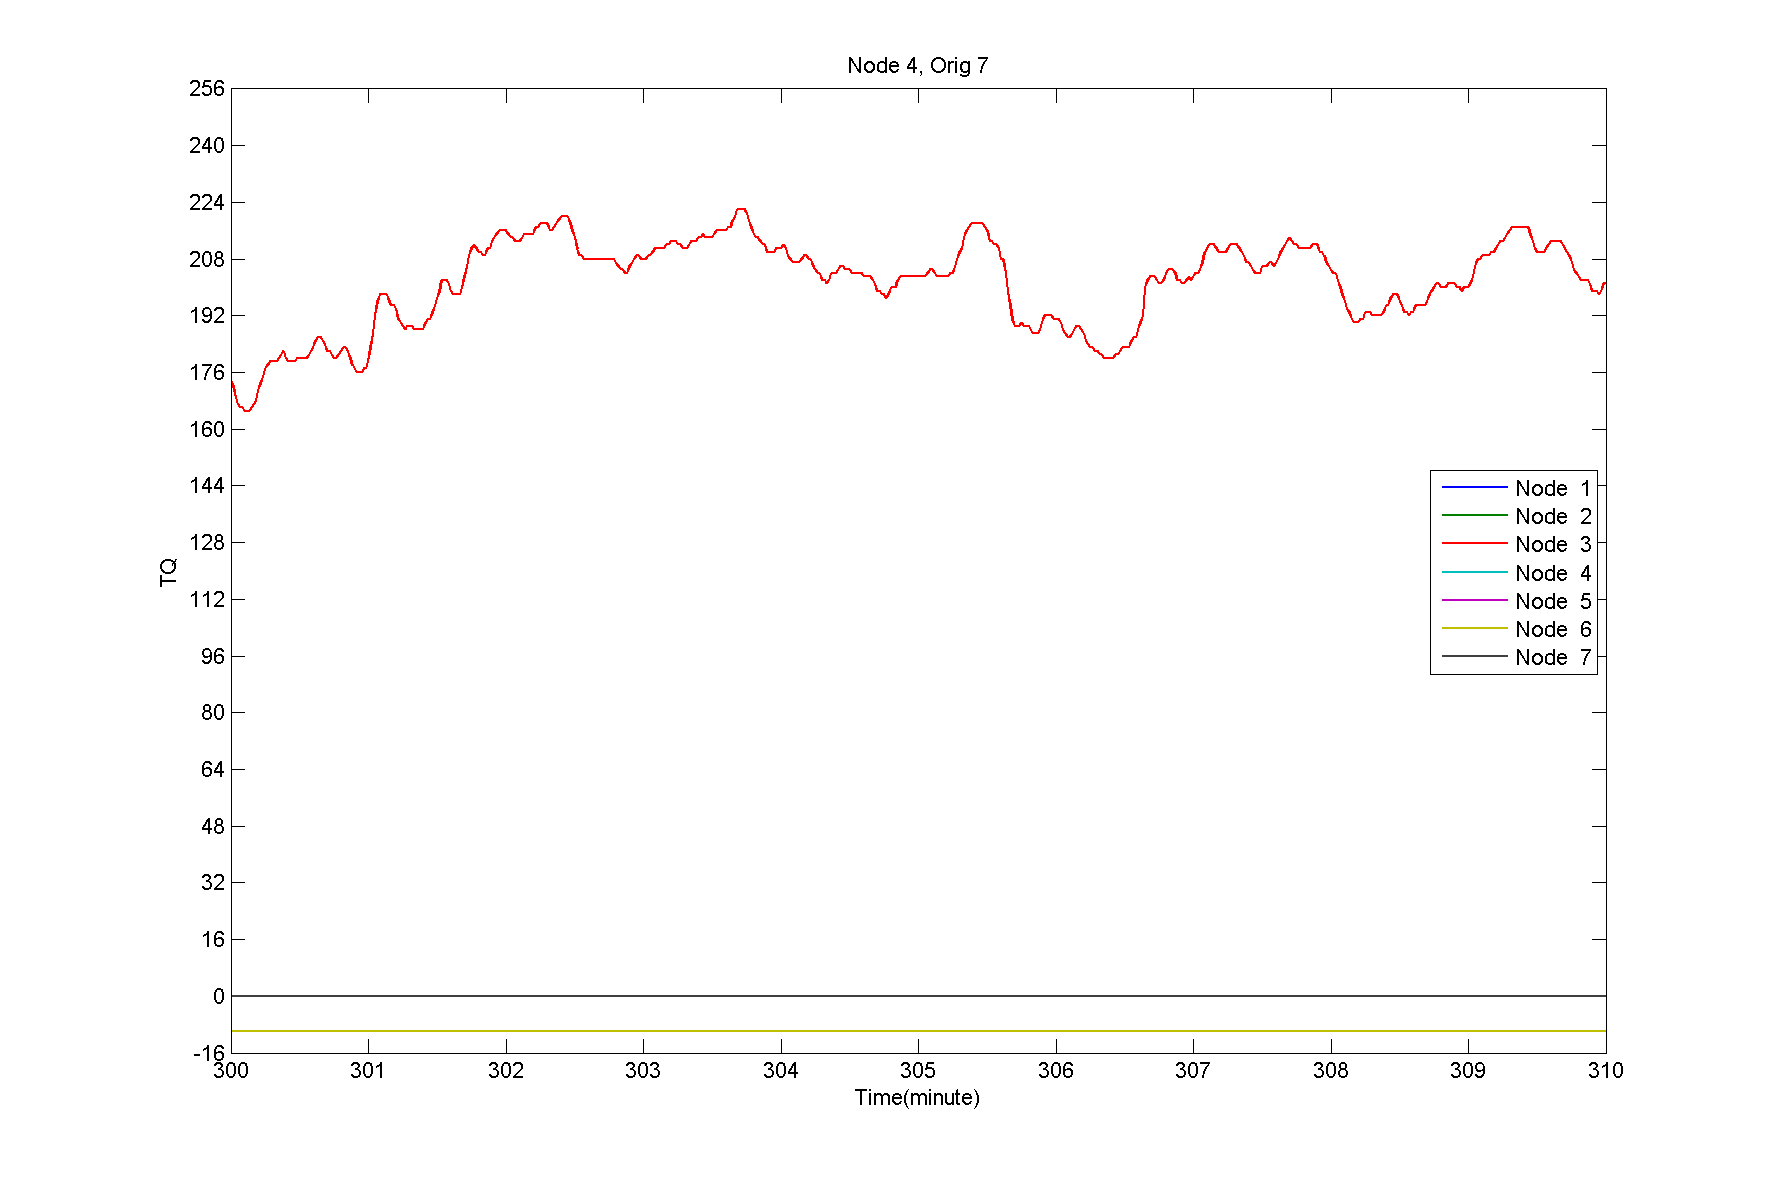 Node 4, Orig 7
256
240
224
208
192
176
160
144
128
112
96
80
64
48
32
16
0
-16
TQ
Node 1
Node 2
Node 3
Node 4
Node 5
Node 6
Node 7
300 301 302 303 304 305 306 307 308 309 310
Time(minute)